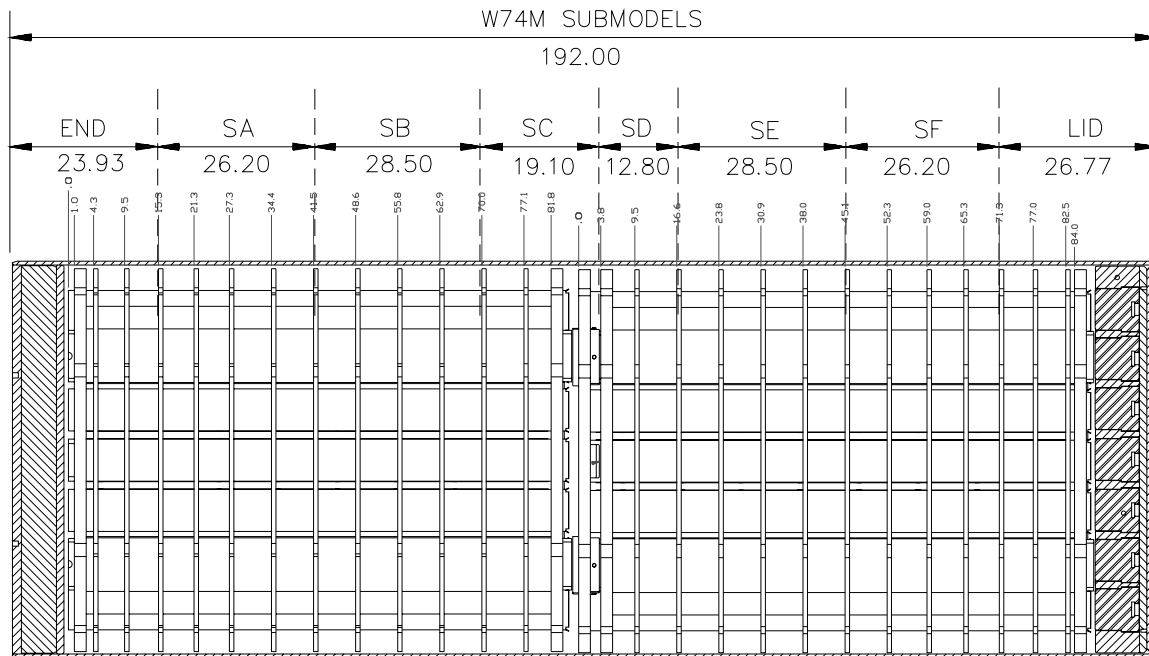 W74M SUBMODELS
192.00
END SA SB SC SD SE SF LID
23.93 26.20 28.50 19.10 12.80 28.50 26.20 26.77
.0 1.0 4.3 9.5 15.3 21.3 27.3 34.4 41.5 48.6 55.8 62.9 70.0 77.1 81.8 .0 3.8 9.5 16.6 23.8 30.9 38.0 45.1 52.3 59.0 65.3 71.3 77.0 82.5 84.0